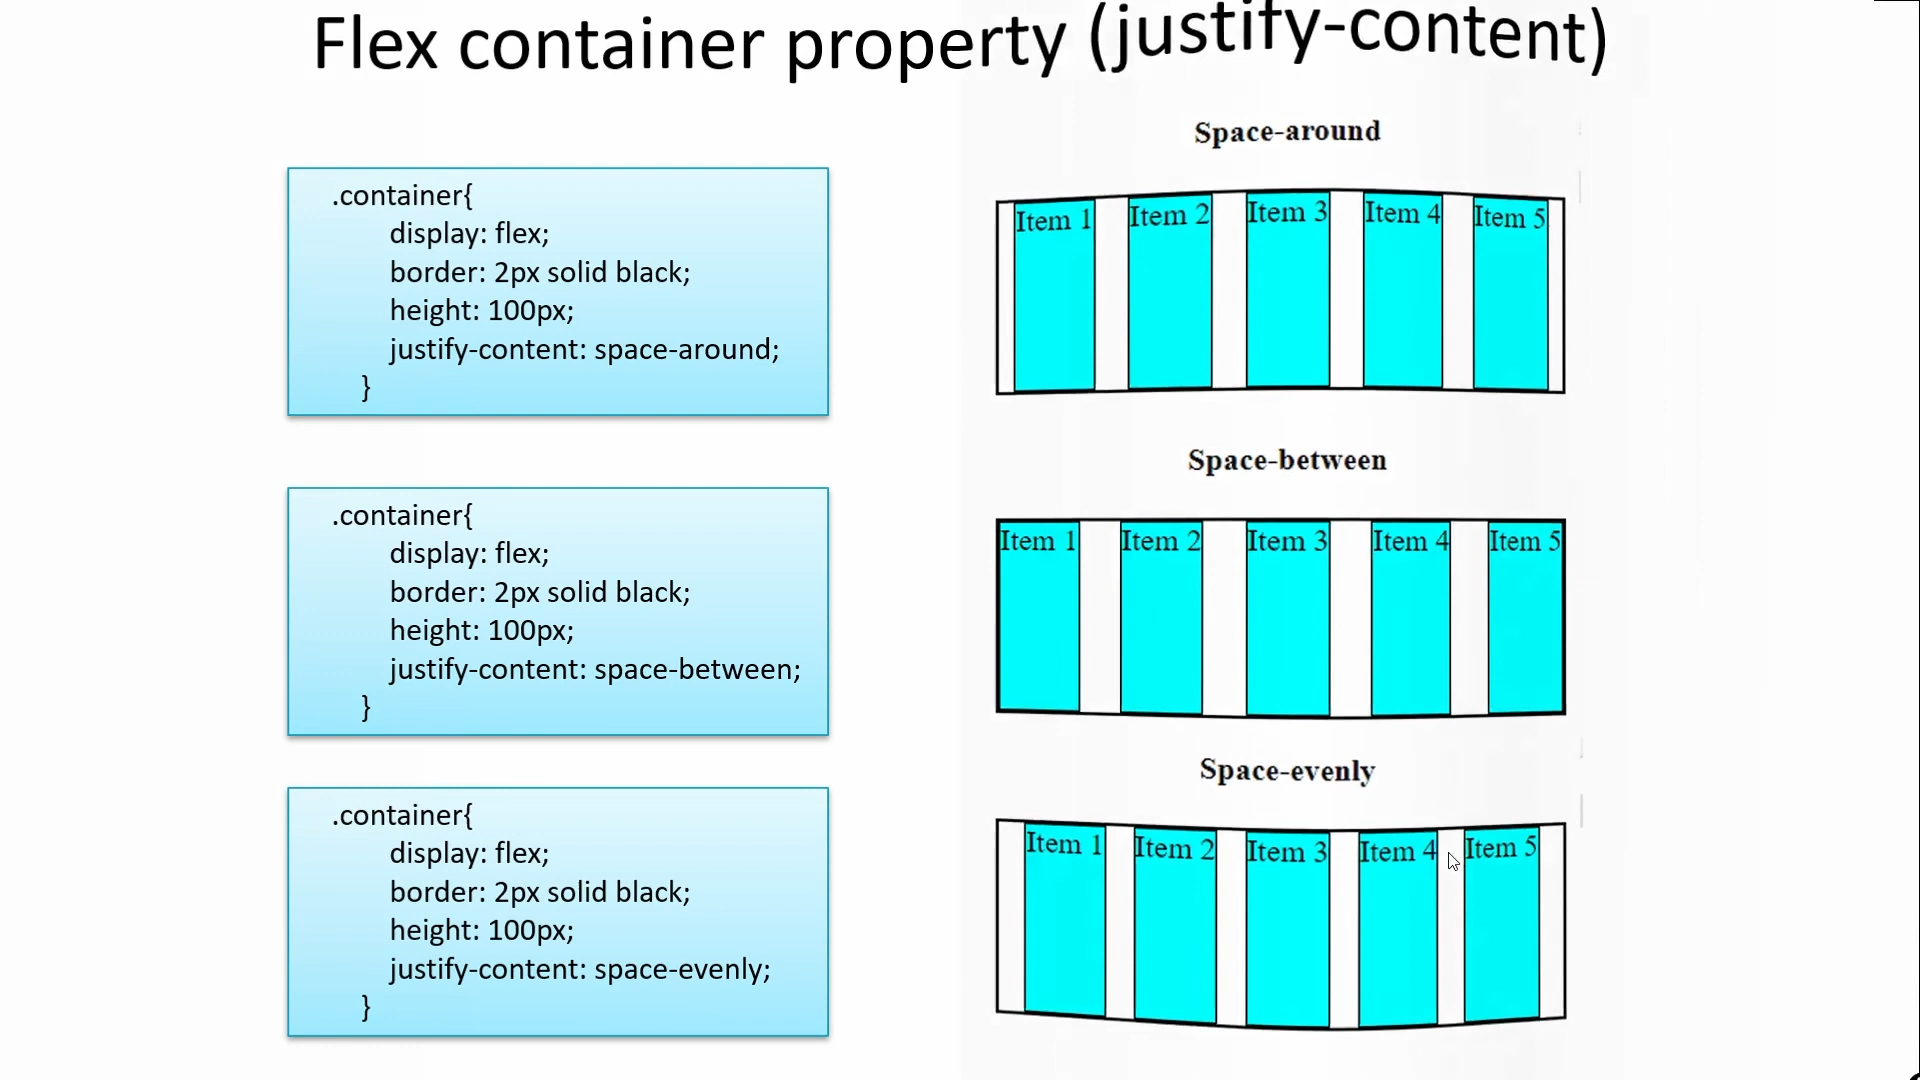 Flex container property (justify-content)
.container{
display: flex;
border: 2px solid black;
height: 100px;
justify-content: space-around;
}
Space-around
Item 1 Item 2 Item 3 Item 4 Item 5
.container{
display: flex;
border: 2px solid black;
height: 100px;
justify-content: space-between;
}
Space-between
Item 1 Item 2 Item 3 Item 4 Item 5
.container{
display: flex;
border: 2px solid black;
height: 100px;
justify-content: space-evenly;
}
Space-evenly
Item 1 Item 2 Item 3 Item 4 Item 5